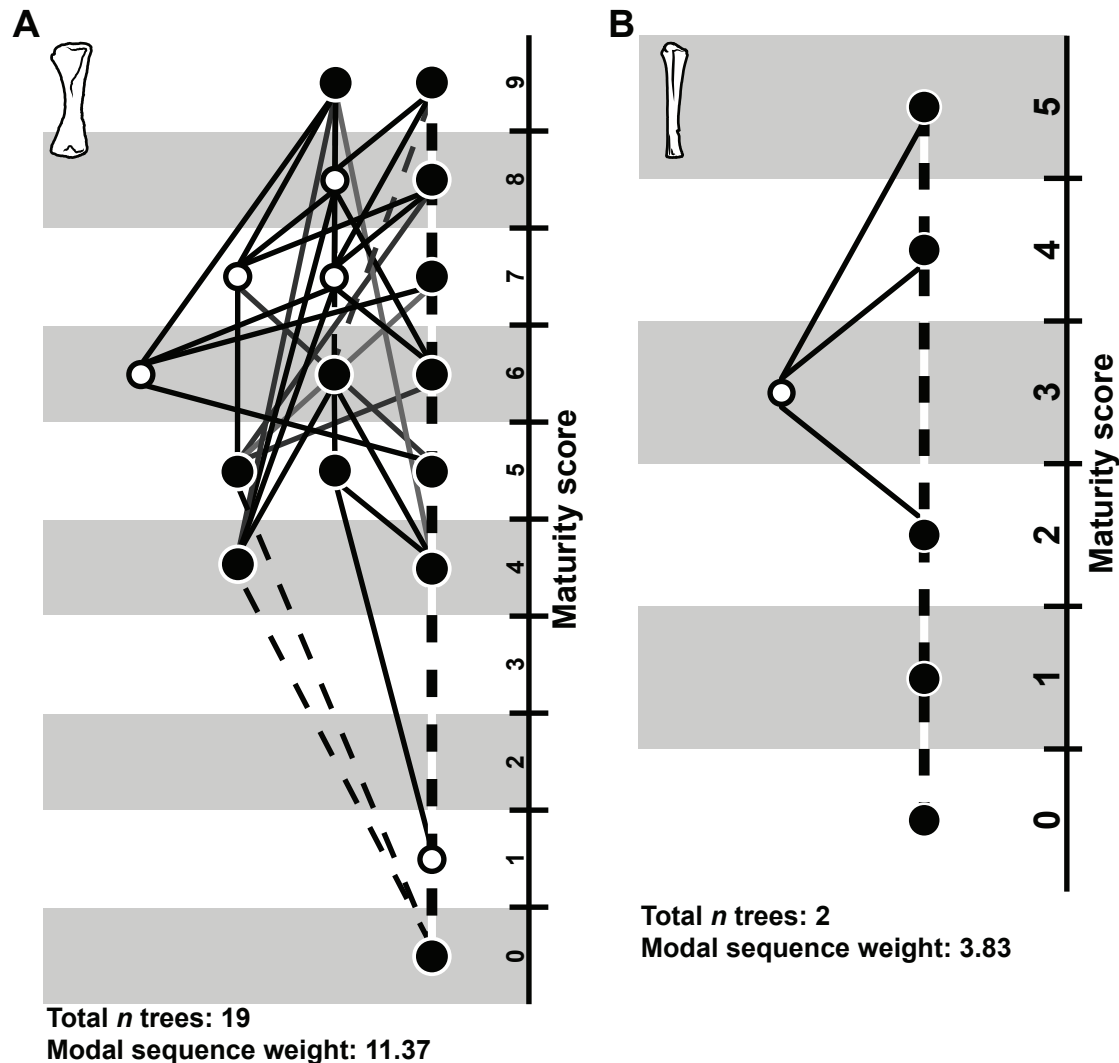 A
9
8
7
6
5
4
3
2
1
0
Maturity score
Total n trees: 19
Modal sequence weight: 11.37
B
5
4
3
2
1
0
Maturity score
Total n trees: 2
Modal sequence weight: 3.83